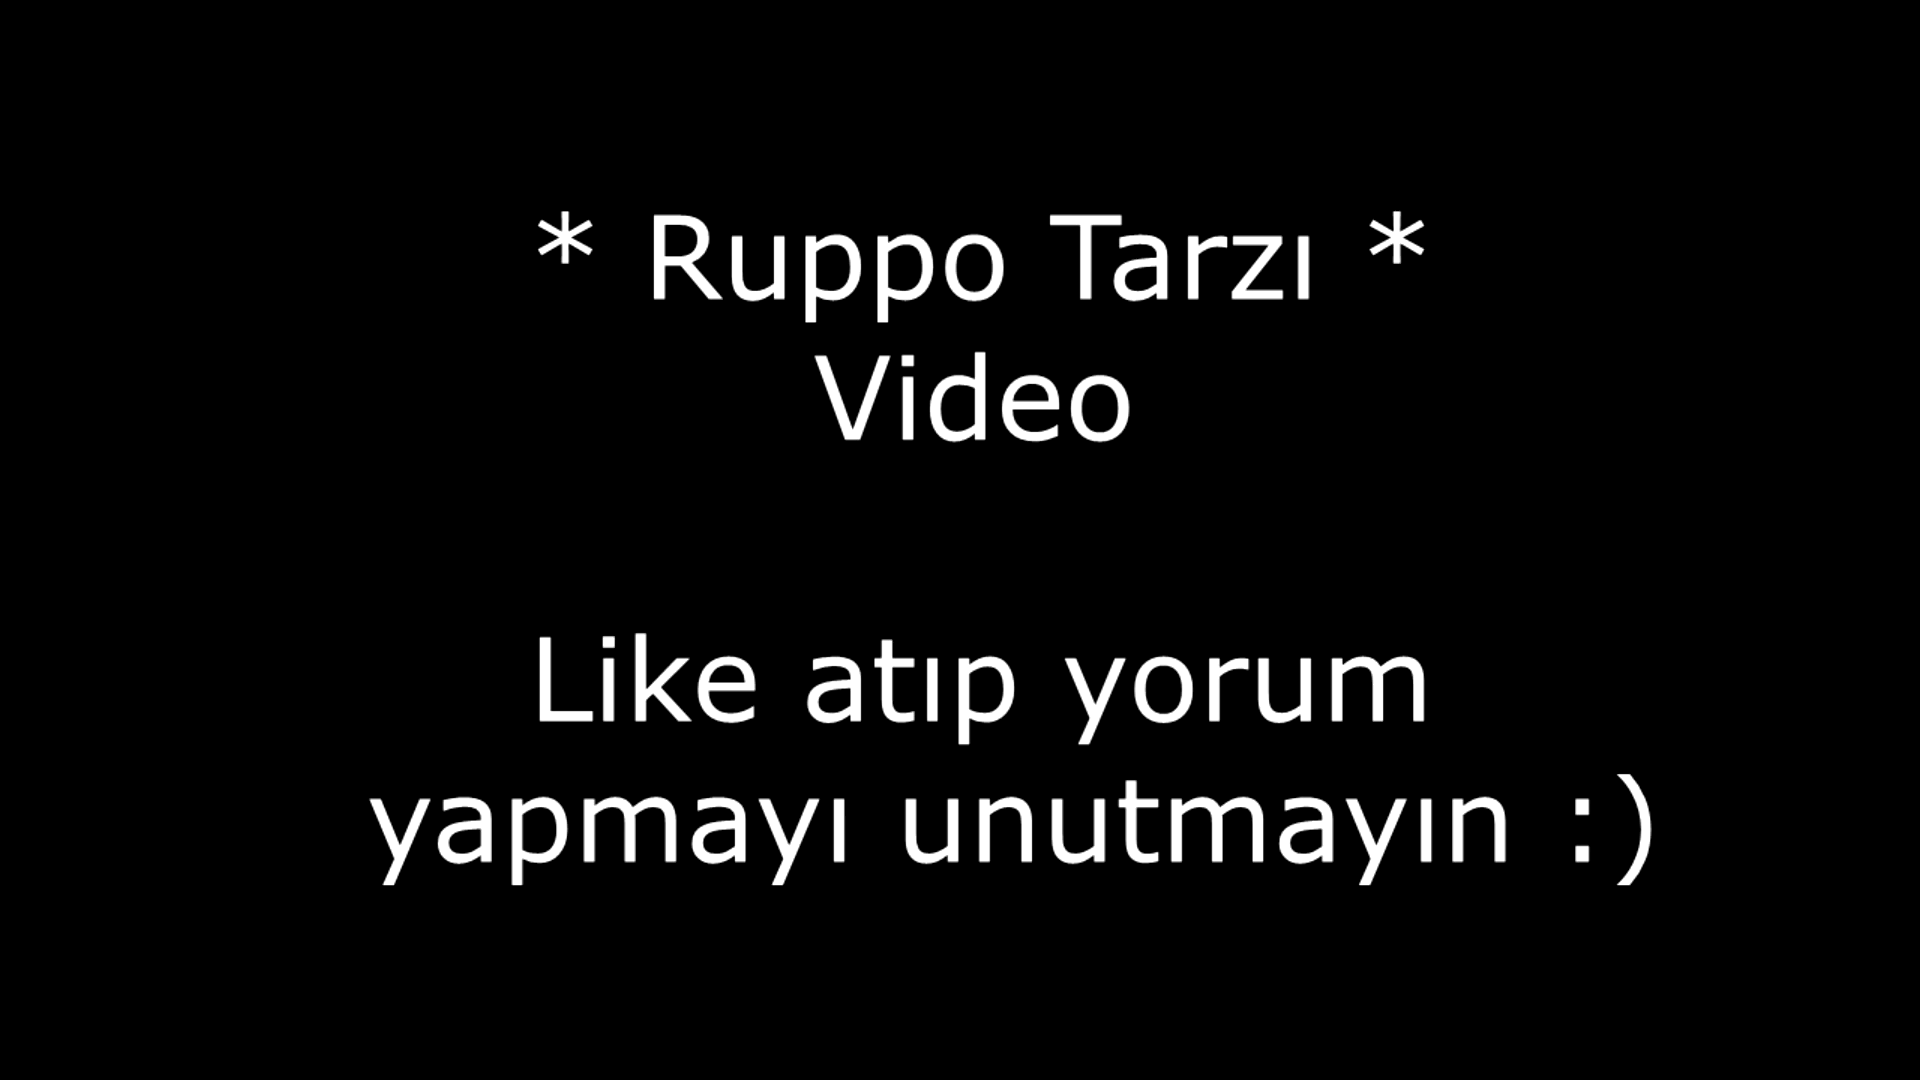 * Ruppo Tarzı *
Video
Like atıp yorum
yapmayı unutmayın :)